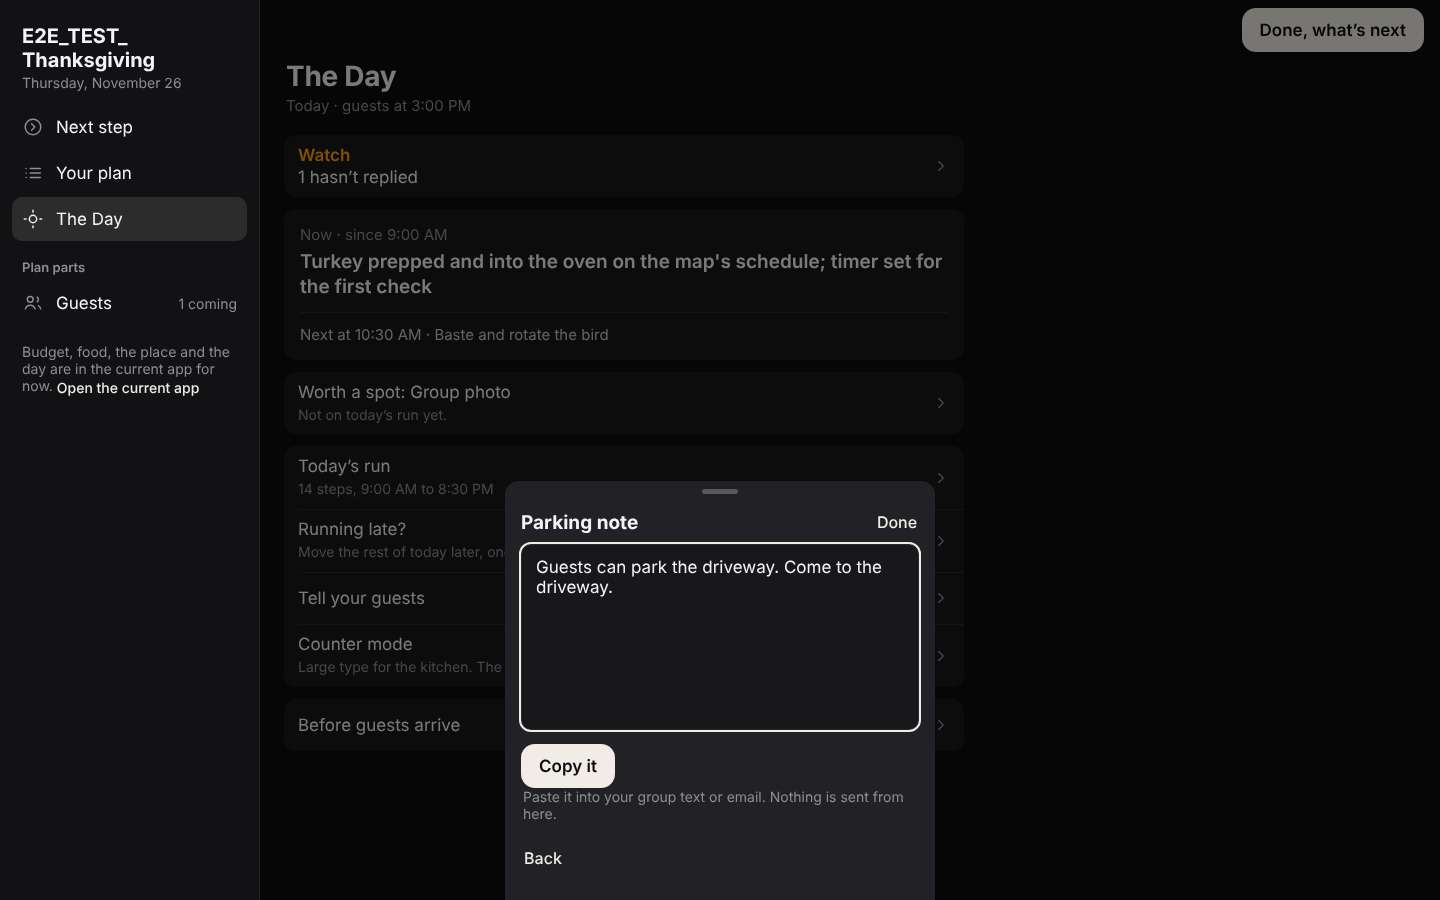 E2E_TEST_
Thanksgiving
Thursday, November 26
Next step
Your plan
The Day
Plan parts
Guests
1 coming
Budget, food, the place and the
day are in the current app for
now. Open the current app
Done, what’s next
The Day
Today · guests at 3:00 PM
Watch
1 hasn’t replied
Now · since 9:00 AM
Turkey prepped and into the oven on the map's schedule; timer set for
the first check
Next at 10:30 AM · Baste and rotate the bird
Worth a spot: Group photo
Not on today’s run yet.
Today’s run
14 steps, 9:00 AM to 8:30 PM
Running late?
Move the rest of today later, on
Tell your guests
Counter mode
Large type for the kitchen. The
Before guests arrive
Parking note
Done
Guests can park the driveway. Come to the
driveway.
Copy it
Paste it into your group text or email. Nothing is sent from
here.
Back